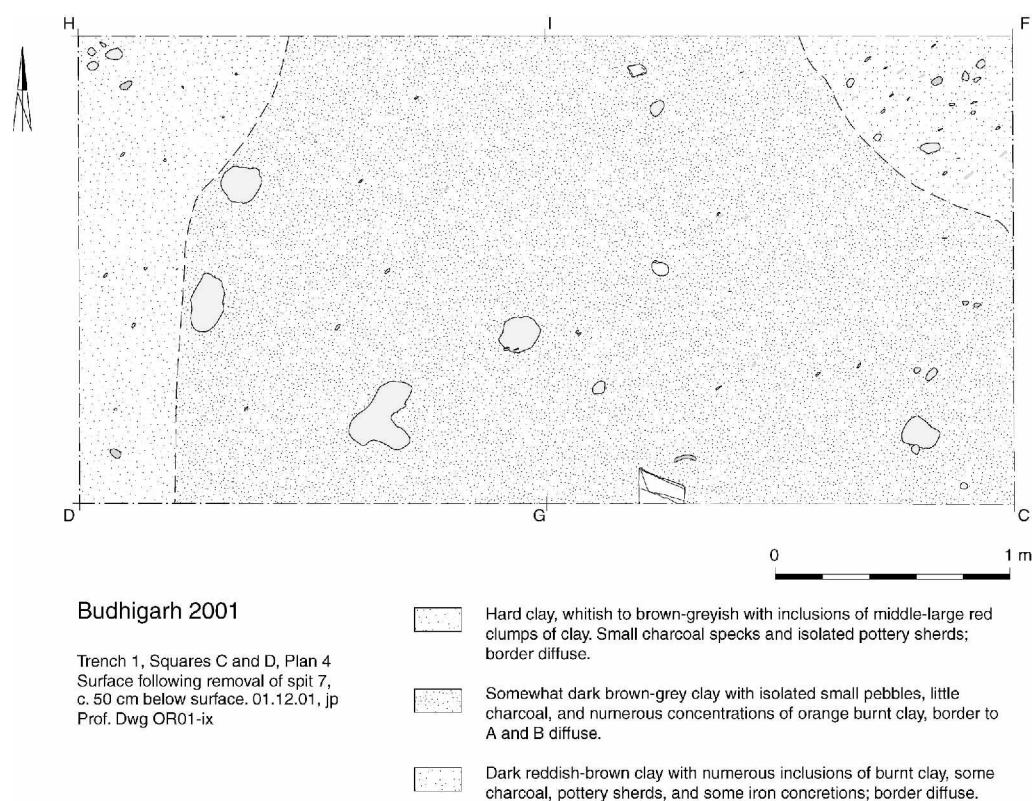 H I F
D G C
0 1 m
Budhigarh 2001
Trench 1, Squares C and D, Plan 4
Surface following removal of spit 7,
c. 50 cm below surface. 01.12.01, jp
Prof. Dwg OR01-ix
Hard clay, whitish to brown-greyish with inclusions of middle-large red
clumps of clay. Small charcoal specks and isolated pottery sherds;
border diffuse.
Somewhat dark brown-grey clay with isolated small pebbles, little
charcoal, and numerous concentrations of orange burnt clay, border to
A and B diffuse.
Dark reddish-brown clay with numerous inclusions of burnt clay, some
charcoal, pottery sherds, and some iron concretions; border diffuse.